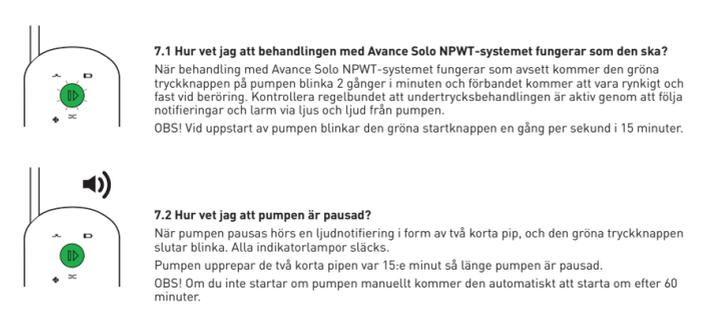 7.1 Hur vet jag att behandlingen med Avance Solo NPWT-systemet fungerar som den ska?
När behandling med Avance Solo NPWT-systemet fungerar som avsett kommer den gröna
tryckknappen på pumpen blinka 2 gånger i minuten och förbandet kommer att vara rynkigt och
fast vid beröring. Kontrollera regelbundet att undertrycksbehandlingen är aktiv genom att följa
notifieringar och larm via ljus och ljud från pumpen.
OBS! Vid uppstart av pumpen blinkar den gröna startknappen en gång per sekund i 15 minuter.
7.2 Hur vet jag att pumpen är pausad?
När pumpen pausas hörs en ljudnotifiering i form av två korta pip, och den gröna tryckknappen
slutar blinka. Alla indikatorlampor släcks.
Pumpen upprepar de två korta pipen var 15:e minut så länge pumpen är pausad.
OBS! Om du inte startar om pumpen manuellt kommer den automatiskt att starta om efter 60
minuter.